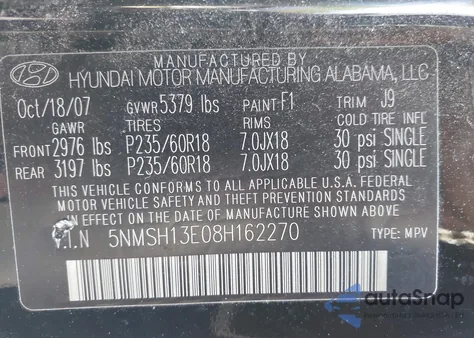 MANUFACTURED BY
HYUNDAI MOTOR MANUFACTURING ALABAMA, LLC
Oct/18/07 GVWR 5379 lbs PAINT F1 TRIM J9
GAWR TIRES RIMS COLD TIRE INFL
FRONT 2976 lbs P235/60R18 7.0JX18 30 psi SINGLE
REAR 3197 lbs P235/60R18 7.0JX18 30 psi SINGLE
THIS VEHICLE CONFORMS TO ALL APPLICABLE U.S.A. FEDERAL
MOTOR VEHICLE SAFETY AND THEFT PREVENTION STANDARDS
IN EFFECT ON THE DATE OF MANUFACTURE SHOWN ABOVE.
V.I.N 5NMSH13E08H162270 TYPE: MPV
autoSnap